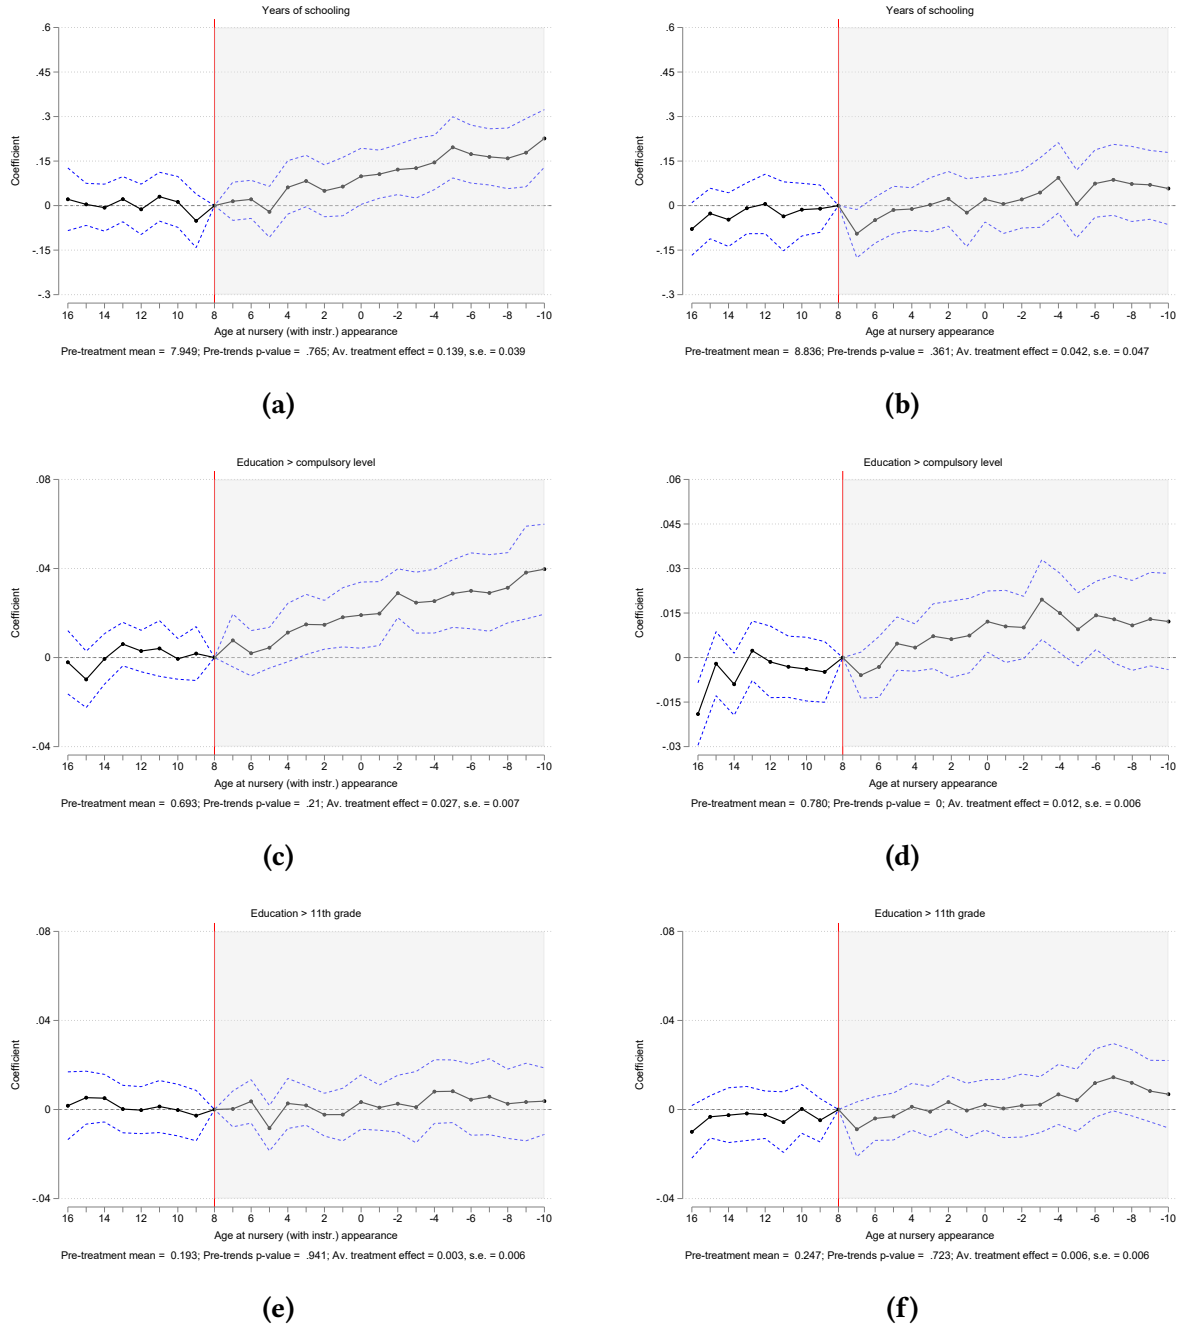 Years of schooling
.6
.45
.3
.15
0
-.15
-.3
Coefficient
16 14 12 10 8 6 4 2 0 -2 -4 -6 -8 -10
Age at nursery (with instr.) appearance
Pre-treatment mean = 7.949; Pre-trends p-value = .765; Av. treatment effect = 0.139, s.e. = 0.039
(a)
Years of schooling
.6
.45
.3
.15
0
-.15
-.3
Coefficient
16 14 12 10 8 6 4 2 0 -2 -4 -6 -8 -10
Age at nursery appearance
Pre-treatment mean = 8.836; Pre-trends p-value = .361; Av. treatment effect = 0.042, s.e. = 0.047
(b)
Education > compulsory level
.08
.04
0
-.04
Coefficient
16 14 12 10 8 6 4 2 0 -2 -4 -6 -8 -10
Age at nursery (with instr.) appearance
Pre-treatment mean = 0.693; Pre-trends p-value = .21; Av. treatment effect = 0.027, s.e. = 0.007
(c)
Education > compulsory level
.06
.045
.03
.015
0
-.015
-.03
Coefficient
16 14 12 10 8 6 4 2 0 -2 -4 -6 -8 -10
Age at nursery appearance
Pre-treatment mean = 0.780; Pre-trends p-value = 0; Av. treatment effect = 0.012, s.e. = 0.006
(d)
Education > 11th grade
.08
.04
0
-.04
Coefficient
16 14 12 10 8 6 4 2 0 -2 -4 -6 -8 -10
Age at nursery (with instr.) appearance
Pre-treatment mean = 0.193; Pre-trends p-value = .941; Av. treatment effect = 0.003, s.e. = 0.006
(e)
Education > 11th grade
.08
.04
0
-.04
Coefficient
16 14 12 10 8 6 4 2 0 -2 -4 -6 -8 -10
Age at nursery appearance
Pre-treatment mean = 0.247; Pre-trends p-value = .723; Av. treatment effect = 0.006, s.e. = 0.006
(f)